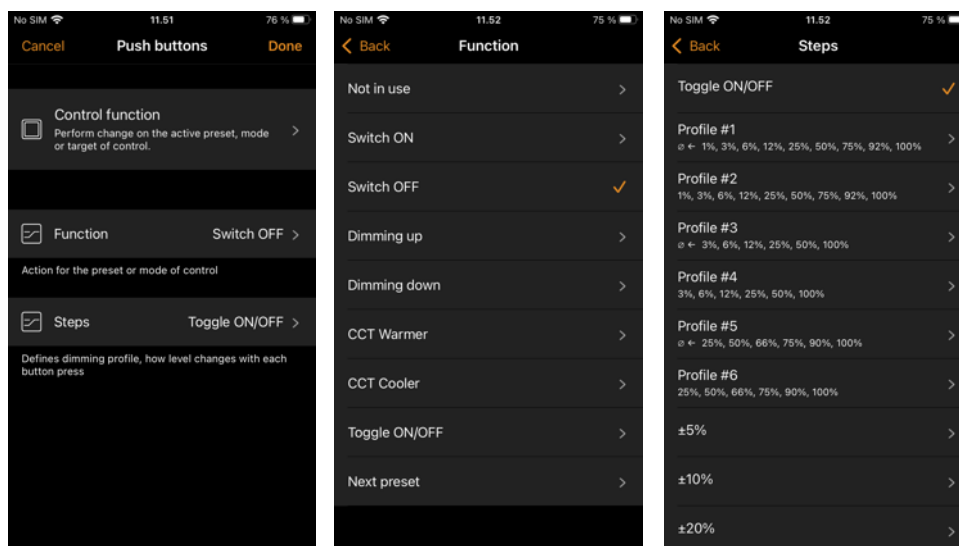 No SIM 11.51 76 %
Cancel Push buttons Done
Control function
Perform change on the active preset, mode
or target of control.
Function Switch OFF
Action for the preset or mode of control
Steps Toggle ON/OFF
Defines dimming profile, how level changes with each
button press
No SIM 11.52 75 %
Back Function
Not in use
Switch ON
Switch OFF
Dimming up
Dimming down
CCT Warmer
CCT Cooler
Toggle ON/OFF
Next preset
No SIM 11.52 75 %
Back Steps
Toggle ON/OFF
Profile #1
⌀ ← 1%, 3%, 6%, 12%, 25%, 50%, 75%, 92%, 100%
Profile #2
1%, 3%, 6%, 12%, 25%, 50%, 75%, 92%, 100%
Profile #3
⌀ ← 3%, 6%, 12%, 25%, 50%, 100%
Profile #4
3%, 6%, 12%, 25%, 50%, 100%
Profile #5
⌀ ← 25%, 50%, 66%, 75%, 90%, 100%
Profile #6
25%, 50%, 66%, 75%, 90%, 100%
±5%
±10%
±20%